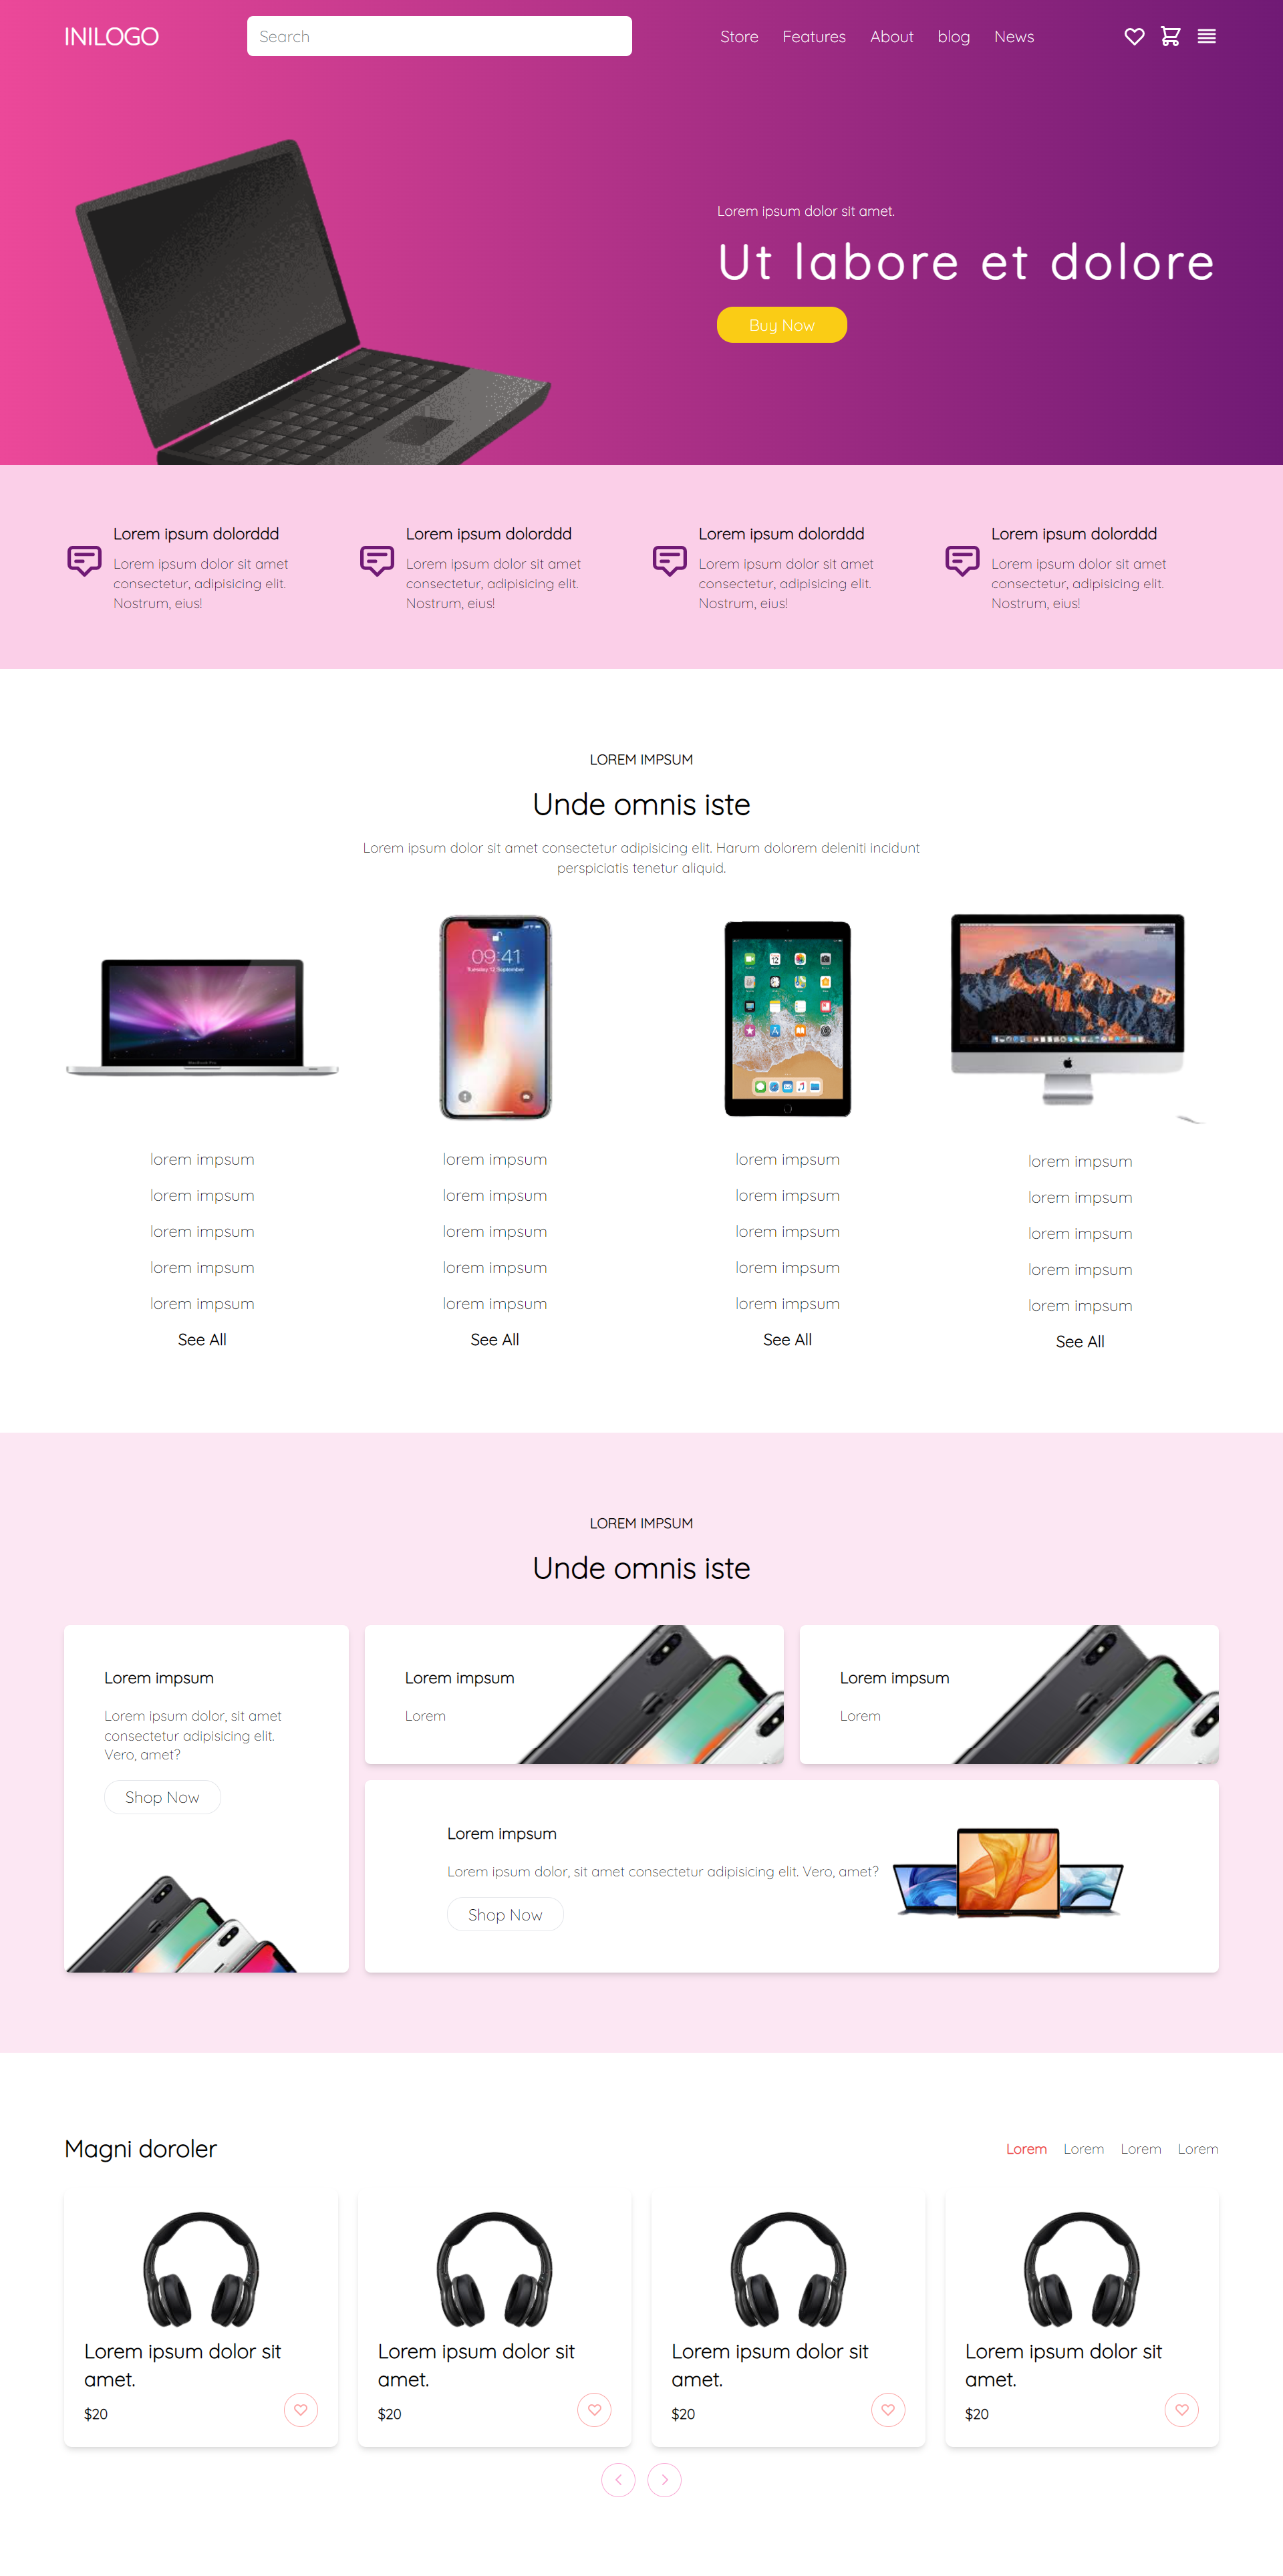 INILOGO
Search
Store Features About blog News
Lorem ipsum dolor sit amet.
Ut labore et dolore
Buy Now
Lorem ipsum dolorddd
Lorem ipsum dolor sit amet
consectetur, adipisicing elit.
Nostrum, eius!
Lorem ipsum dolorddd
Lorem ipsum dolor sit amet
consectetur, adipisicing elit.
Nostrum, eius!
Lorem ipsum dolorddd
Lorem ipsum dolor sit amet
consectetur, adipisicing elit.
Nostrum, eius!
Lorem ipsum dolorddd
Lorem ipsum dolor sit amet
consectetur, adipisicing elit.
Nostrum, eius!
LOREM IMPSUM
Unde omnis iste
Lorem ipsum dolor sit amet consectetur adipisicing elit. Harum dolorem deleniti incidunt
perspiciatis tenetur aliquid.
MacBook Pro
lorem impsum
lorem impsum
lorem impsum
lorem impsum
lorem impsum
See All
09:41
Tuesday 12 September
lorem impsum
lorem impsum
lorem impsum
lorem impsum
lorem impsum
See All
lorem impsum
lorem impsum
lorem impsum
lorem impsum
lorem impsum
See All
lorem impsum
lorem impsum
lorem impsum
lorem impsum
lorem impsum
See All
LOREM IMPSUM
Unde omnis iste
Lorem impsum
Lorem ipsum dolor, sit amet
consectetur adipisicing elit.
Vero, amet?
Shop Now
Lorem impsum
Lorem
Lorem impsum
Lorem
Lorem impsum
Lorem ipsum dolor, sit amet consectetur adipisicing elit. Vero, amet?
Shop Now
Magni doroler
Lorem Lorem Lorem Lorem
Lorem ipsum dolor sit
amet.
$20
Lorem ipsum dolor sit
amet.
$20
Lorem ipsum dolor sit
amet.
$20
Lorem ipsum dolor sit
amet.
$20